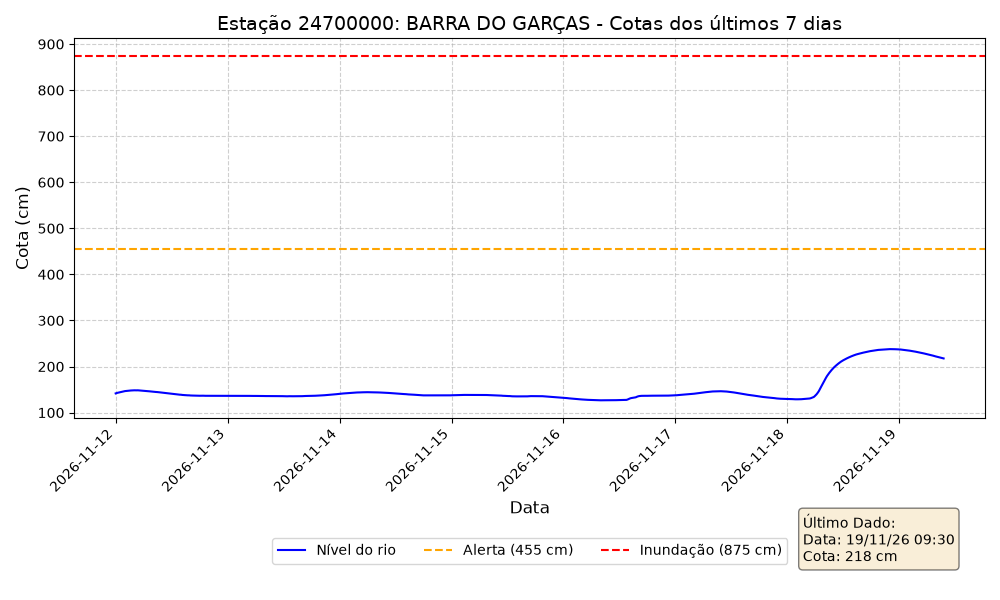 Estação 24700000: BARRA DO GARÇAS - Cotas dos últimos 7 dias
900
800
700
600
500
400
300
200
100
Cota (cm)
2026-11-12
2026-11-13
2026-11-14
2026-11-15
2026-11-16
2026-11-17
2026-11-18
2026-11-19
Data
Nível do rio
Alerta (455 cm)
Inundação (875 cm)
Último Dado:
Data: 19/11/26 09:30
Cota: 218 cm